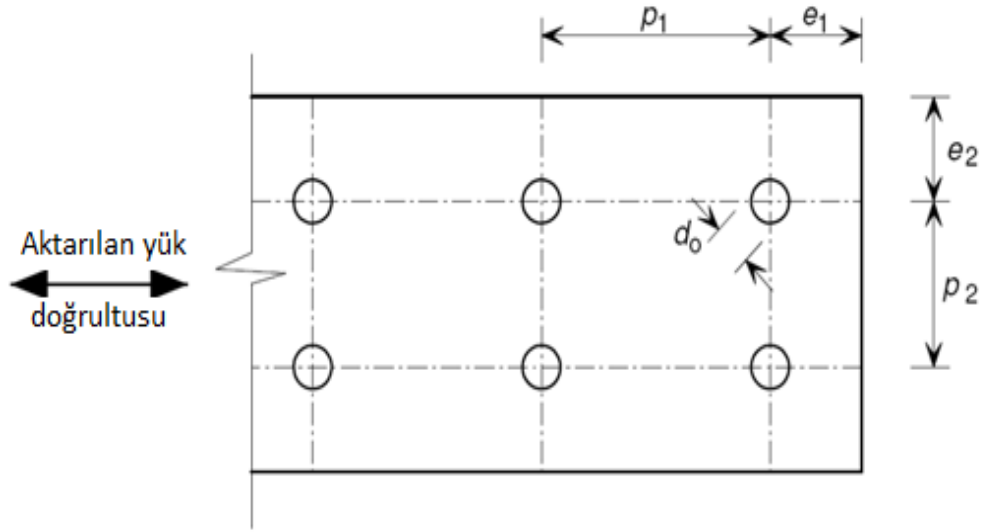 p₁
e₁
e₂
Aktarılan yük
doğrultusu
d₀
p₂